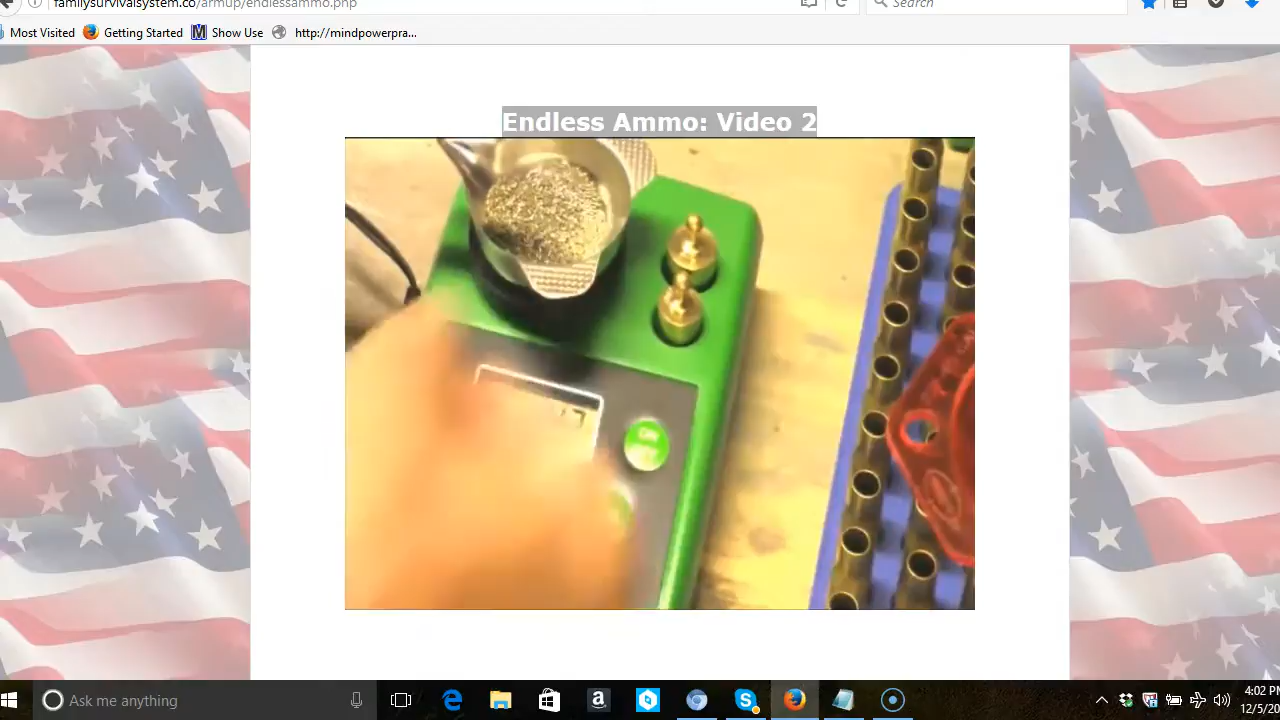 familysurvivalsystem.co/armup/endlessammo.php
Search
Most Visited
Getting Started
Show Use
http://mindpowerpra...
Endless Ammo: Video 2
ON
Ask me anything
4:02 PM
12/5/20